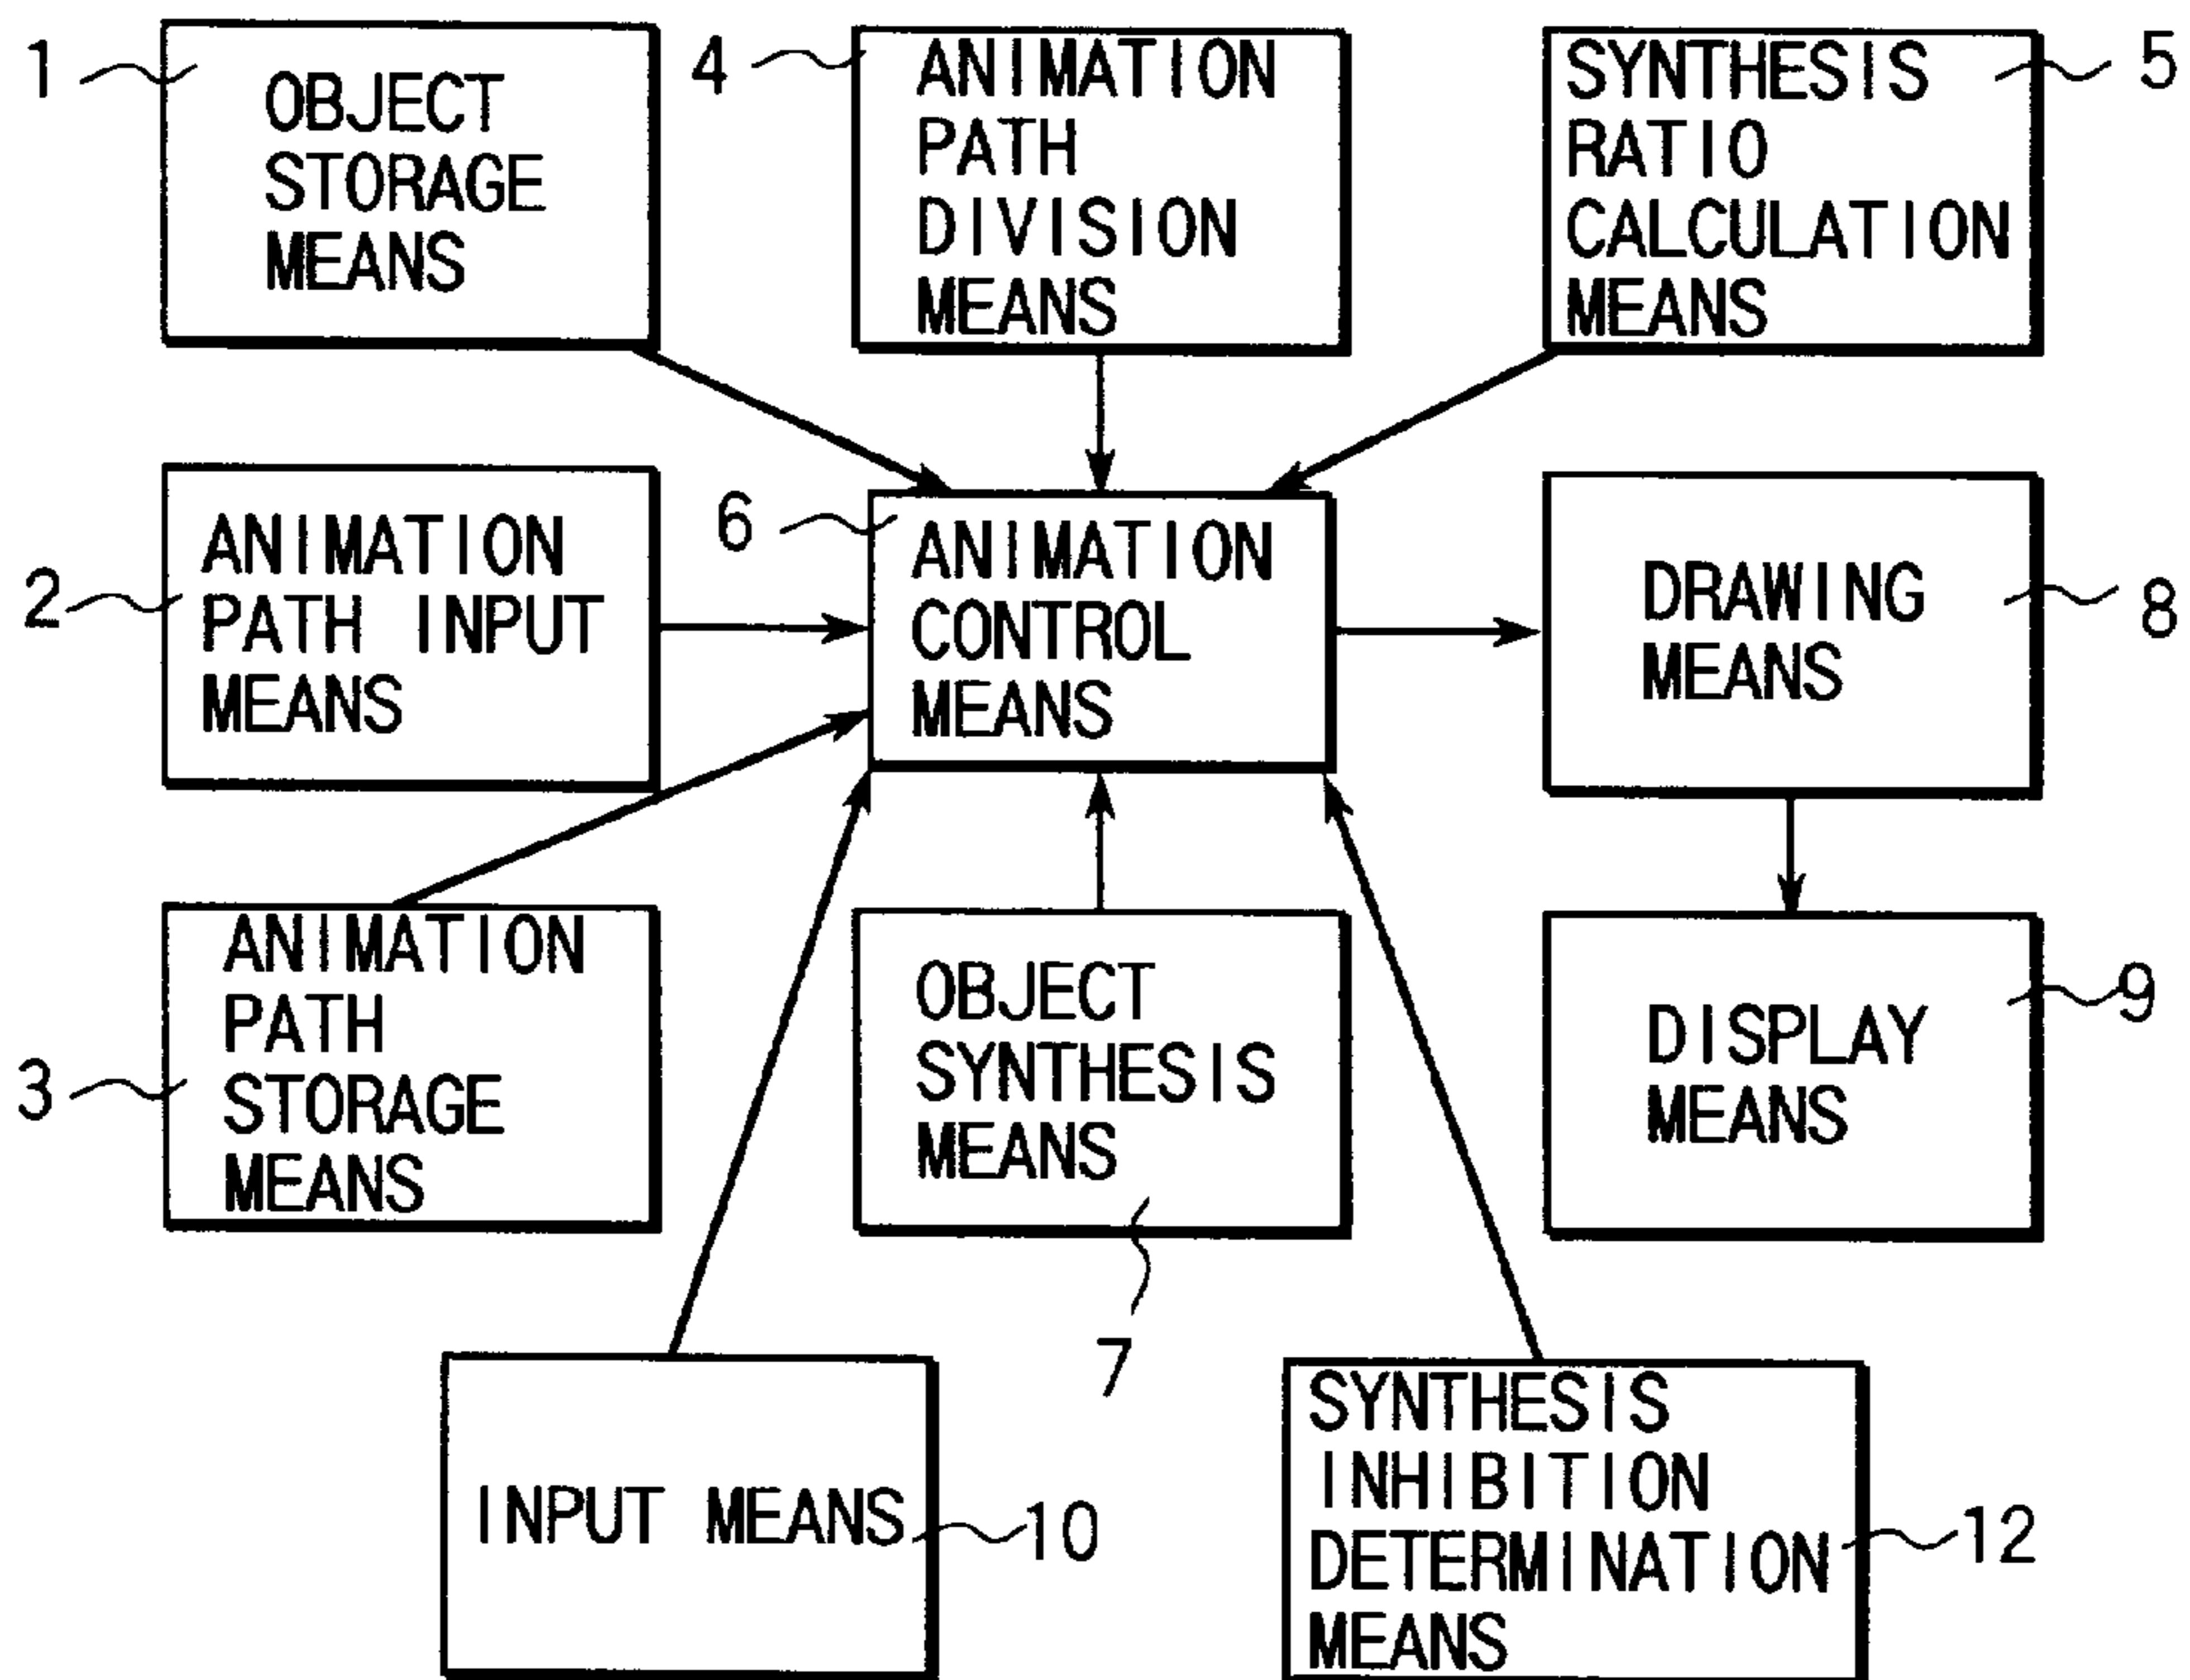 1
OBJECT
STORAGE
MEANS
4
ANIMATION
PATH
DIVISION
MEANS
SYNTHESIS
RATIO
CALCULATION
MEANS
5
2
ANIMATION
PATH INPUT
MEANS
6
ANIMATION
CONTROL
MEANS
DRAWING
MEANS
8
3
ANIMATION
PATH
STORAGE
MEANS
OBJECT
SYNTHESIS
MEANS
7
DISPLAY
MEANS
9
INPUT MEANS
10
SYNTHESIS
INHIBITION
DETERMINATION
MEANS
12